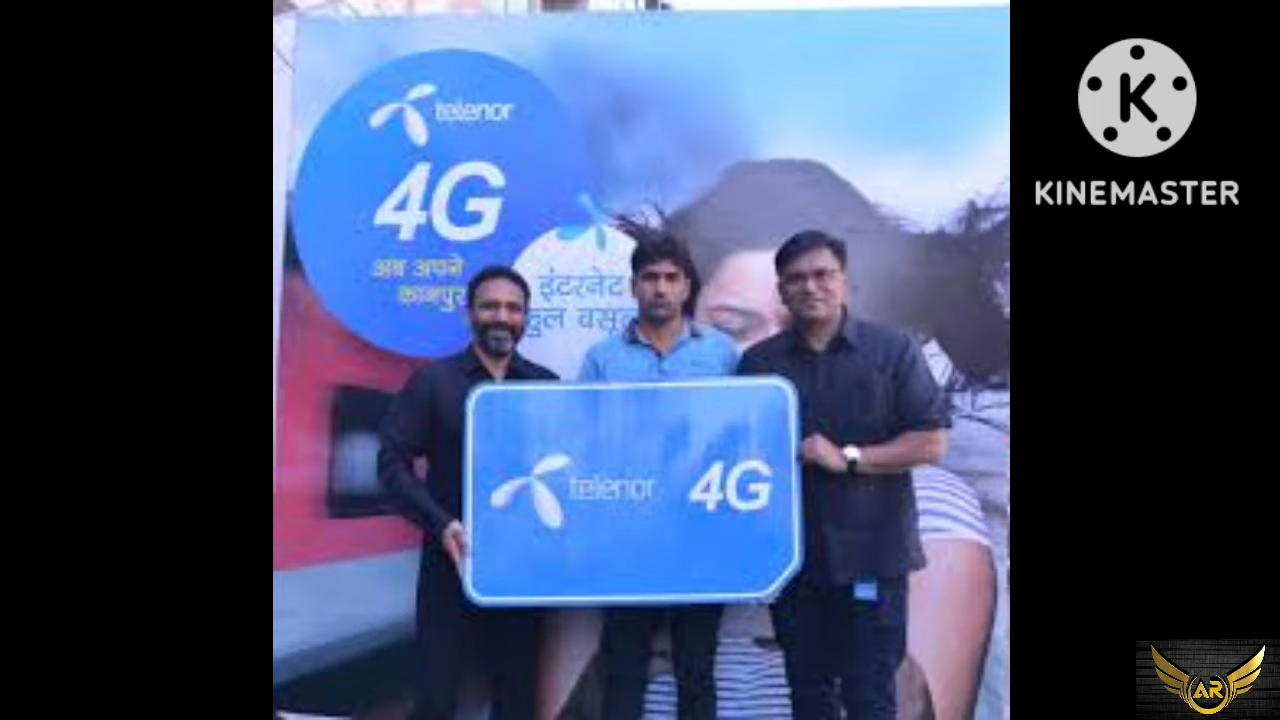 telenor
4G
अब अपने
कानपुर
इंटरनेट
फुल वसू
telenor 4G
K
KINEMASTER
AR